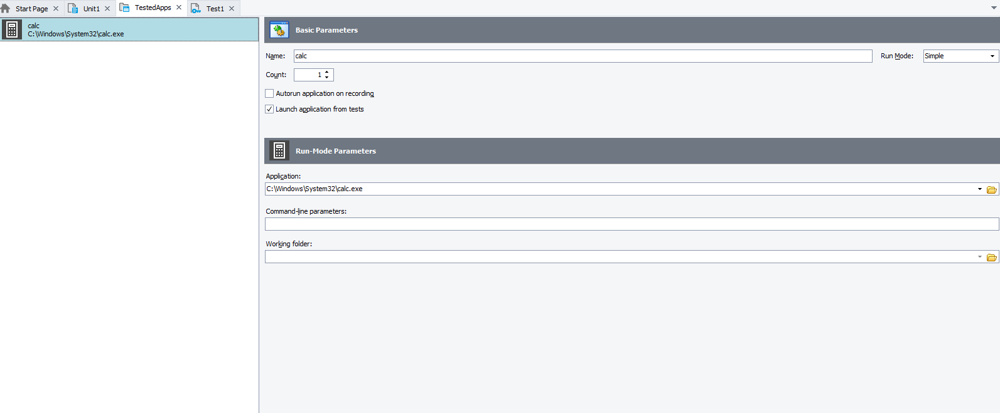 Start Page
Unit1
TestedApps
Test1
calc
C:\Windows\System32\calc.exe
Basic Parameters
Name: calc Run Mode: Simple
Count: 1
Autorun application on recording
Launch application from tests
Run-Mode Parameters
Application:
C:\Windows\System32\calc.exe
Command-line parameters:
Working folder: